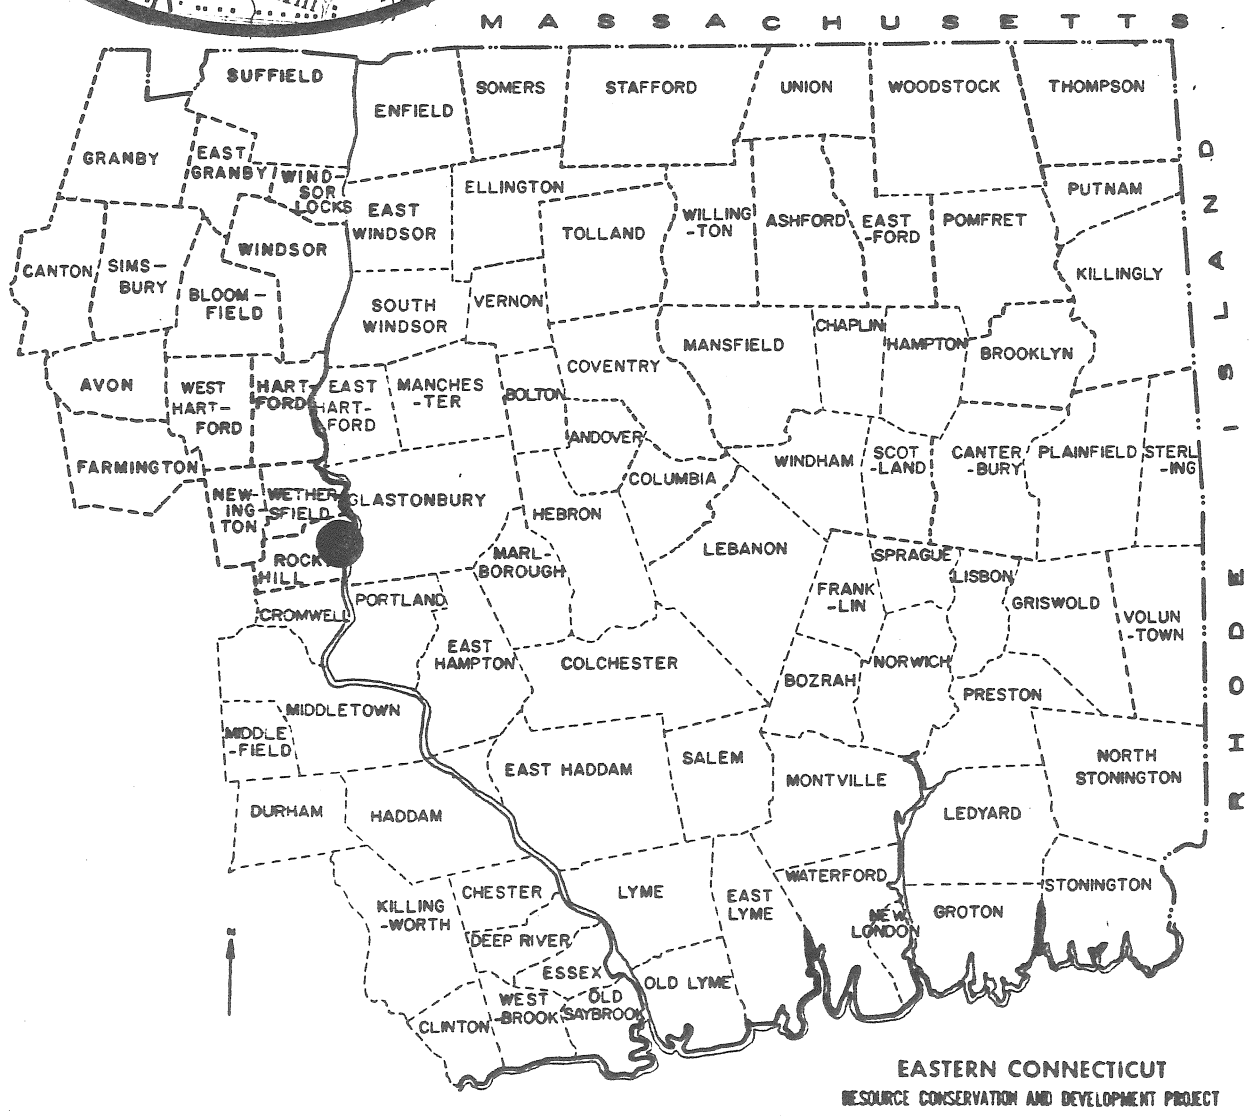 MASSACHUSETTS
SUFFIELD
ENFIELD
SOMERS
STAFFORD
UNION
WOODSTOCK
THOMPSON
GRANBY
EAST
GRANBY
WIND-
SOR
LOCKS
EAST
WINDSOR
ELLINGTON
TOLLAND
WILLING
-TON
ASHFORD
EAST
-FORD
POMFRET
PUTNAM
KILLINGLY
CANTON
SIMS-
BURY
BLOOM-
FIELD
WINDSOR
SOUTH
WINDSOR
VERNON
COVENTRY
MANSFIELD
CHAPLIN
HAMPTON
BROOKLYN
AVON
WEST
HART-
FORD
HART-
FORD
EAST
HART-
FORD
MANCHES
-TER
BOLTON
ANDOVER
COLUMBIA
WINDHAM
SCOT
-LAND
CANTER
-BURY
PLAINFIELD
STERL
-ING
FARMINGTON
NEW-
ING-
TON
WETHER
SFIELD
GLASTONBURY
HEBRON
MARL-
BOROUGH
LEBANON
FRANK
-LIN
SPRAGUE
LISBON
GRISWOLD
VOLUN
-TOWN
ROCKY
HILL
CROMWELL
PORTLAND
EAST
HAMPTON
COLCHESTER
BOZRAH
NORWICH
PRESTON
MIDDLETOWN
MIDDLE
-FIELD
EAST HADDAM
SALEM
MONTVILLE
NORTH
STONINGTON
DURHAM
HADDAM
LEDYARD
KILLING
-WORTH
CHESTER
LYME
EAST
LYME
WATERFORD
NEW
LONDON
GROTON
STONINGTON
DEEP RIVER
ESSEX
OLD LYME
CLINTON
WEST
-BROOK
OLD
SAYBROOK
RHODE ISLAND
N
EASTERN CONNECTICUT
RESOURCE CONSERVATION AND DEVELOPMENT PROJECT